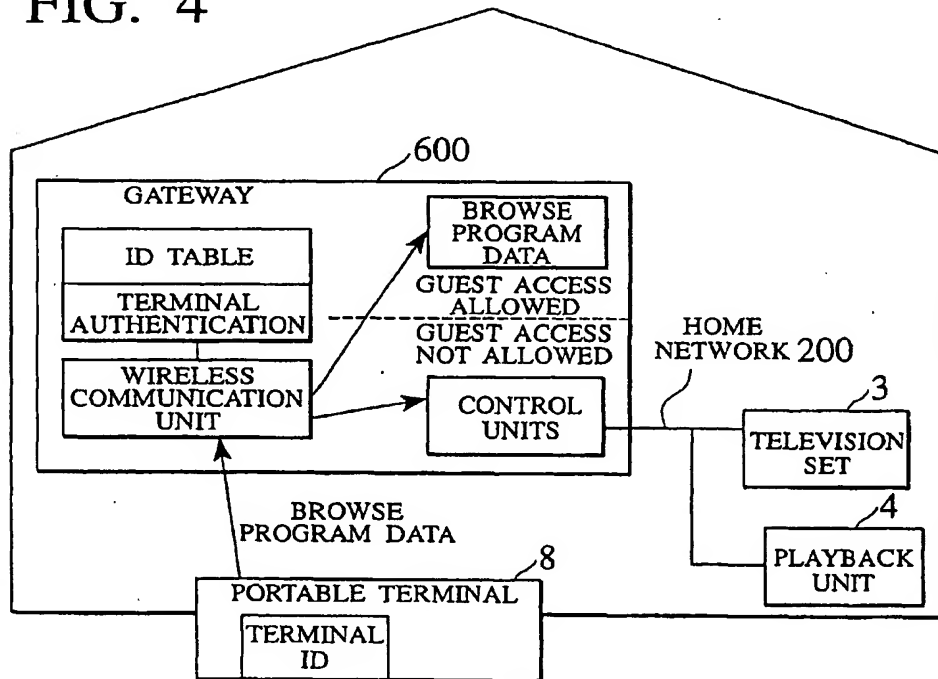 FIG. 4
600
GATEWAY
ID TABLE
TERMINAL
AUTHENTICATION
WIRELESS
COMMUNICATION
UNIT
BROWSE
PROGRAM
DATA
GUEST ACCESS
ALLOWED
GUEST ACCESS
NOT ALLOWED
CONTROL
UNITS
HOME
NETWORK 200
3
TELEVISION
SET
4
PLAYBACK
UNIT
BROWSE
PROGRAM DATA
8
PORTABLE TERMINAL
TERMINAL
ID